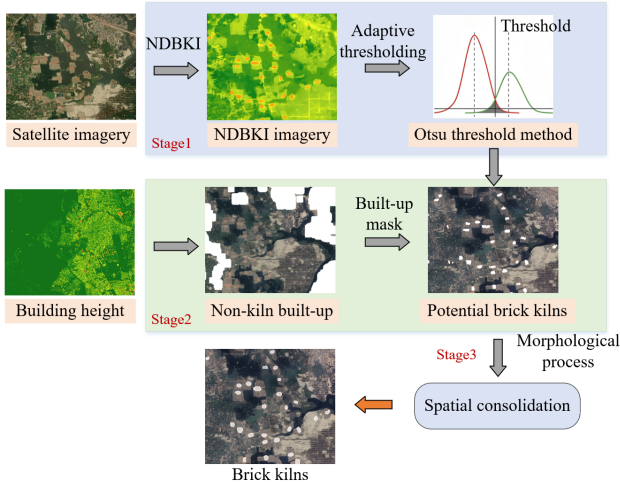 NDBKI
Adaptive
thresholding
Threshold
Satellite imagery
Stage1
NDBKI imagery
Otsu threshold method
Built-up
mask
Building height
Stage2
Non-kiln built-up
Potential brick kilns
Stage3
Morphological
process
Spatial consolidation
Brick kilns